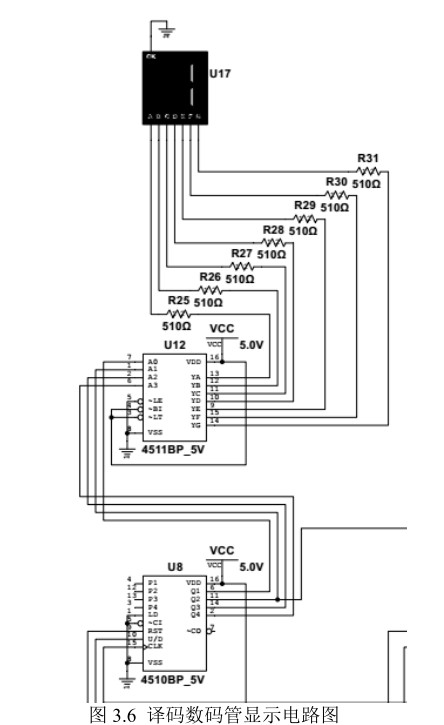 CK
U17
A B C D E F G
R31
510Ω
R30
510Ω
R29
510Ω
R28
510Ω
R27
510Ω
R26
510Ω
R25
510Ω
VCC
VCC 5.0V
U12
7 A0 VDD 16
1 A1
2 A2 YA 13
6 A3 YB 12
YC 11
YD 10
5 ~LE YE 9
4 ~BI YF 15
3 ~LT YG 14
8 VSS
4511BP_5V
VCC
VCC 5.0V
U8
4 P1 VDD 16
12 P2 Q1 6
13 P3 Q2 11
3 P4 Q3 14
1 LD Q4 2
~CI
9 RST ~CO 7
10 U/D
15 CLK
8 VSS
4510BP_5V
图 3.6 译码数码管显示电路图